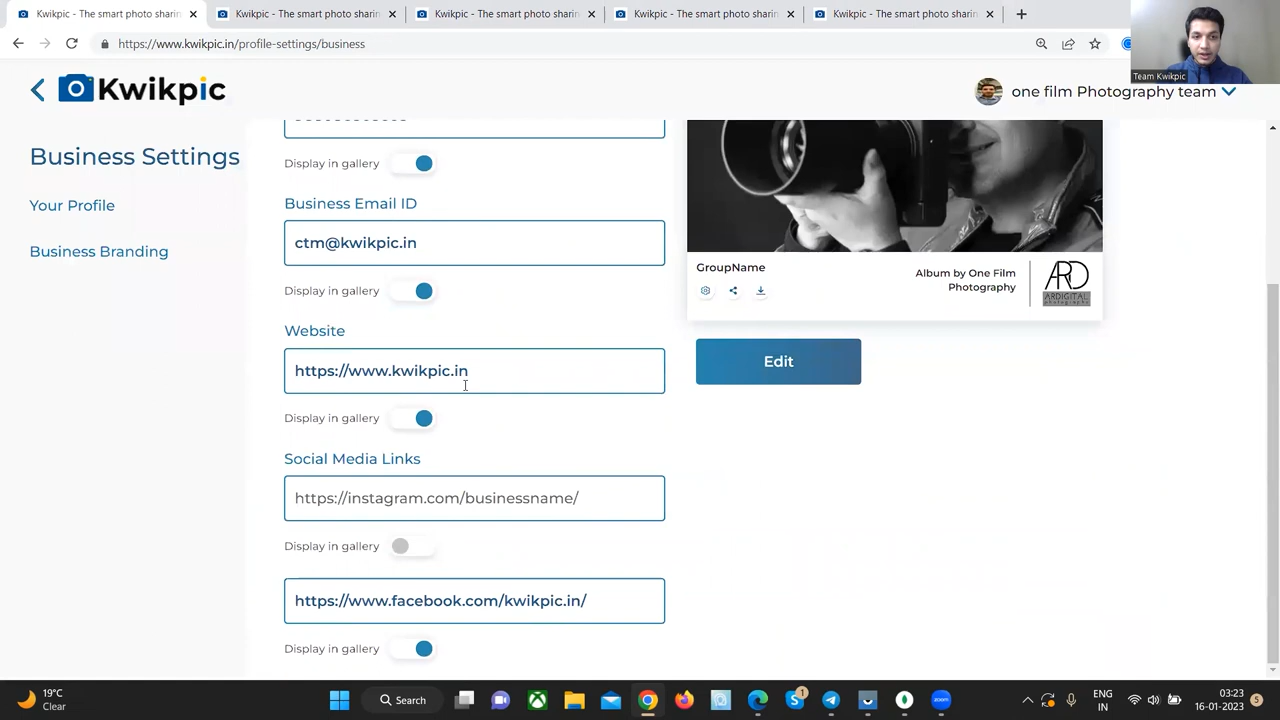 Kwikpic - The smart photo sharin
Kwikpic - The smart photo sharin
Kwikpic - The smart photo sharin
Kwikpic - The smart photo sharin
Kwikpic - The smart photo sharin
https://www.kwikpic.in/profile-settings/business
Team Kwikpic
Kwikpic
one film Photography team
Business Settings
Your Profile
Business Branding
Display in gallery
Business Email ID
ctm@kwikpic.in
Display in gallery
Website
https://www.kwikpic.in
Display in gallery
Social Media Links
https://instagram.com/businessname/
Display in gallery
https://www.facebook.com/kwikpic.in/
Display in gallery
GroupName
Album by One Film
Photography
ARD
ARDIGITAL
photography
Edit
19°C
Clear
Search
1
ENG
IN
03:23
16-01-2023
5